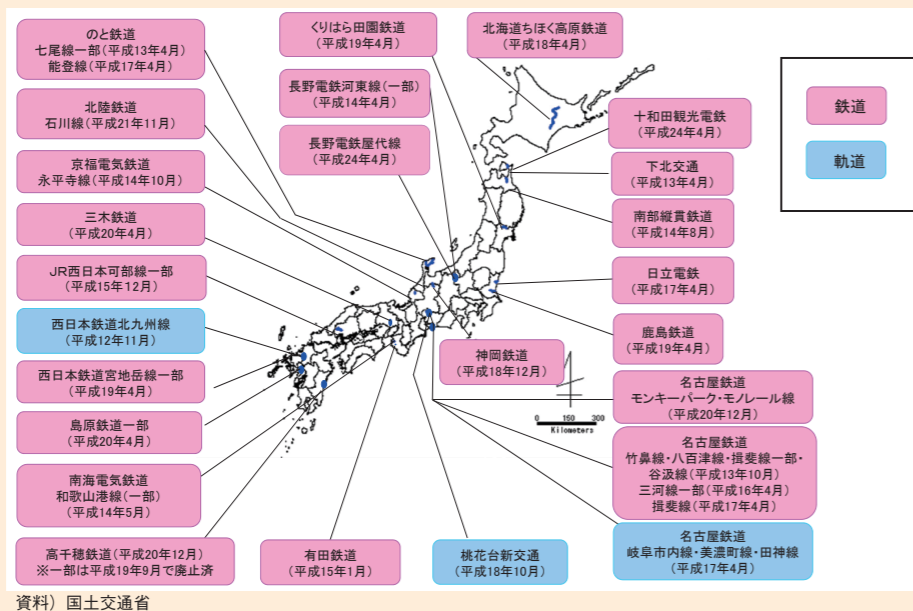 のと鉄道
七尾線一部(平成13年4月)
能登線(平成17年4月)
北陸鉄道
石川線(平成21年11月)
京福電気鉄道
永平寺線(平成14年10月)
三木鉄道
(平成20年4月)
JR西日本可部線一部
(平成15年12月)
西日本鉄道北九州線
(平成12年11月)
西日本鉄道宮地岳線一部
(平成19年4月)
島原鉄道一部
(平成20年4月)
南海電気鉄道
和歌山港線(一部)
(平成14年5月)
高千穂鉄道(平成20年12月)
※一部は平成19年9月で廃止済
くりはら田園鉄道
(平成19年4月)
長野電鉄河東線(一部)
(平成14年4月)
長野電鉄屋代線
(平成24年4月)
北海道ちほく高原鉄道
(平成18年4月)
十和田観光電鉄
(平成24年4月)
下北交通
(平成13年4月)
南部縦貫鉄道
(平成14年8月)
日立電鉄
(平成17年4月)
鹿島鉄道
(平成19年4月)
神岡鉄道
(平成18年12月)
名古屋鉄道
モンキーパーク・モノレール線
(平成20年12月)
名古屋鉄道
竹鼻線・八百津線・揖斐線一部・
谷汲線(平成13年10月)
三河線一部(平成16年4月)
揖斐線(平成17年4月)
名古屋鉄道
岐阜市内線・美濃町線・田神線
(平成17年4月)
有田鉄道
(平成15年1月)
桃花台新交通
(平成18年10月)
鉄道
軌道
0 150 300
Kilometers
資料）国土交通省